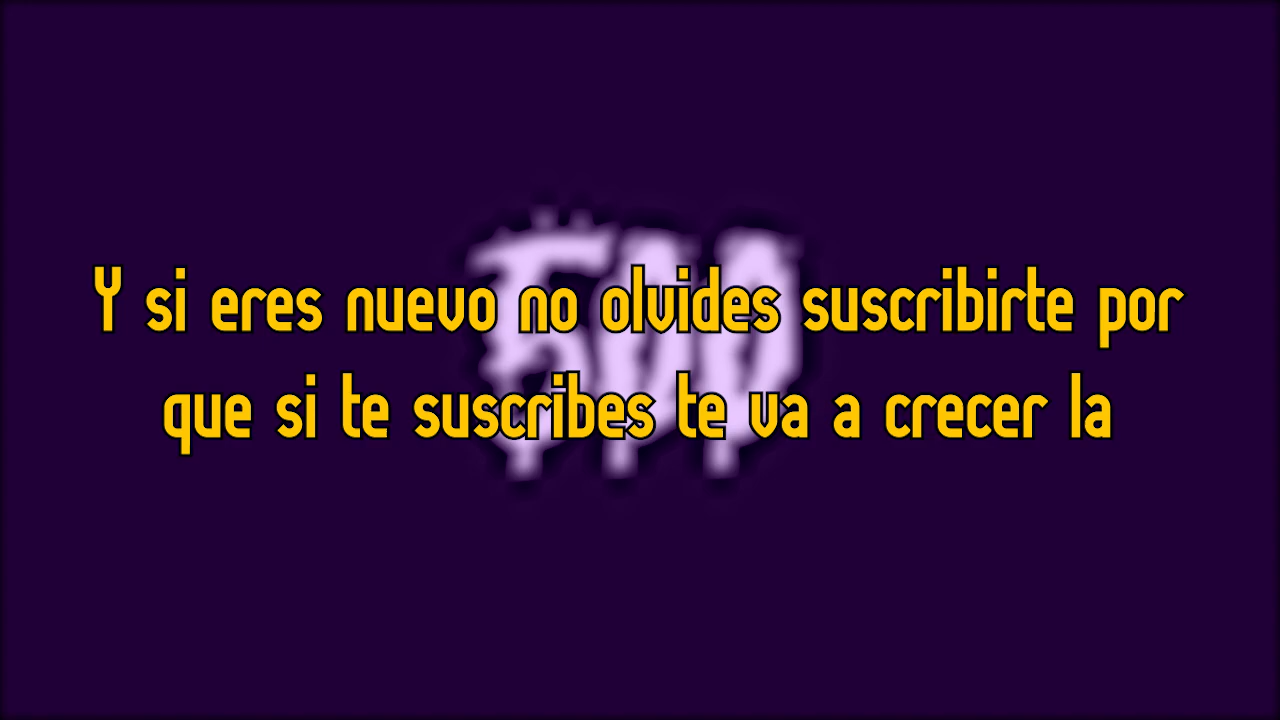 Y si eres nuevo no olvides suscribirte por
que si te suscribes te va a crecer la